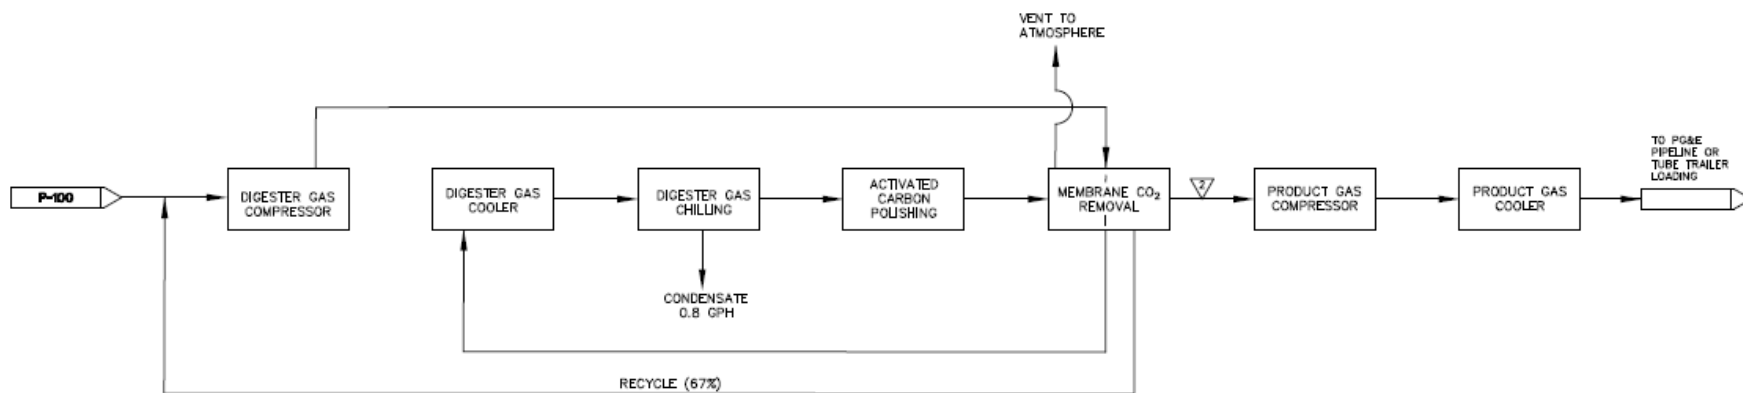 VENT TO
ATMOSPHERE
P-100
DIGESTER GAS
COMPRESSOR
DIGESTER GAS
COOLER
DIGESTER GAS
CHILLING
ACTIVATED
CARBON
POLISHING
MEMBRANE CO₂
REMOVAL
2
PRODUCT GAS
COMPRESSOR
PRODUCT GAS
COOLER
TO PG&E
PIPELINE OR
TUBE TRAILER
LOADING
CONDENSATE
0.8 GPH
RECYCLE (67%)